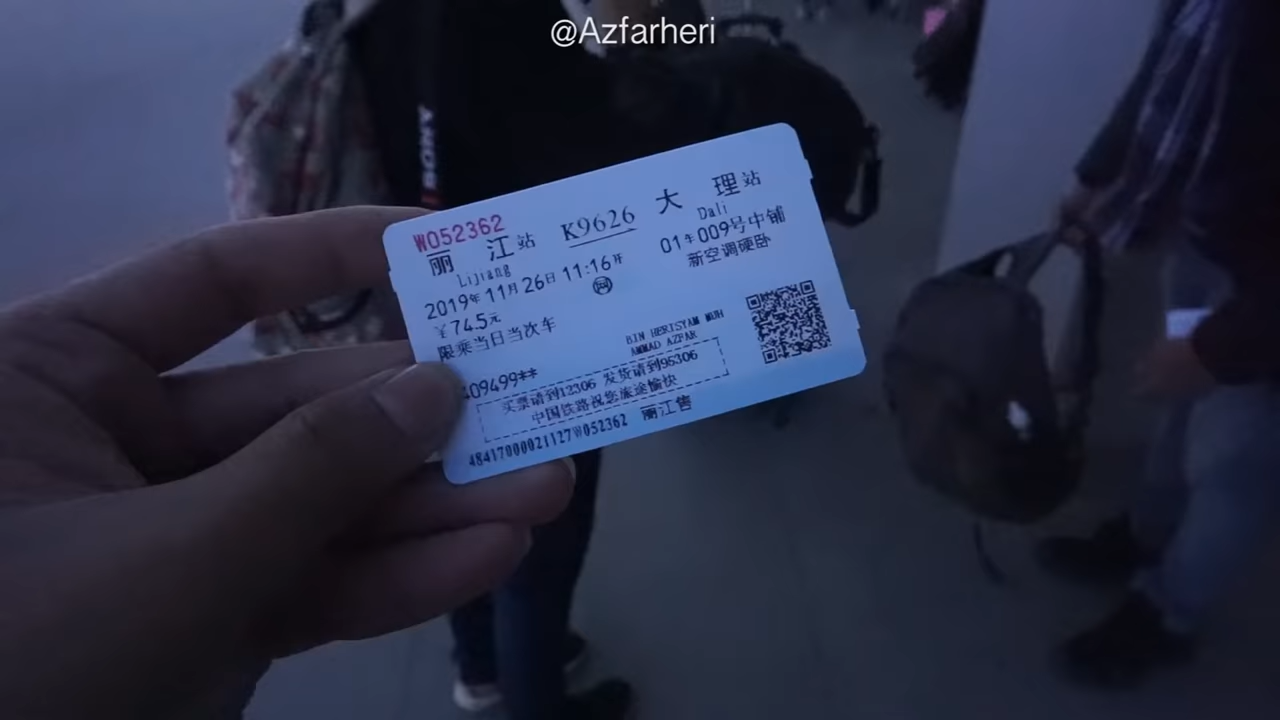 @Azfarheri
SONY
W052362
丽江站 K9626 大理站
Lijiang Dali
2019年11月26日 11:16开 01车009号中铺
￥74.5元 网 新空调硬卧
限乘当日当次车
BIN HERISYAM MUH
AMMAD AZFAR
409499**
买票请到12306 发货请到95306
中国铁路祝您旅途愉快
48417000021127W052362 丽江售